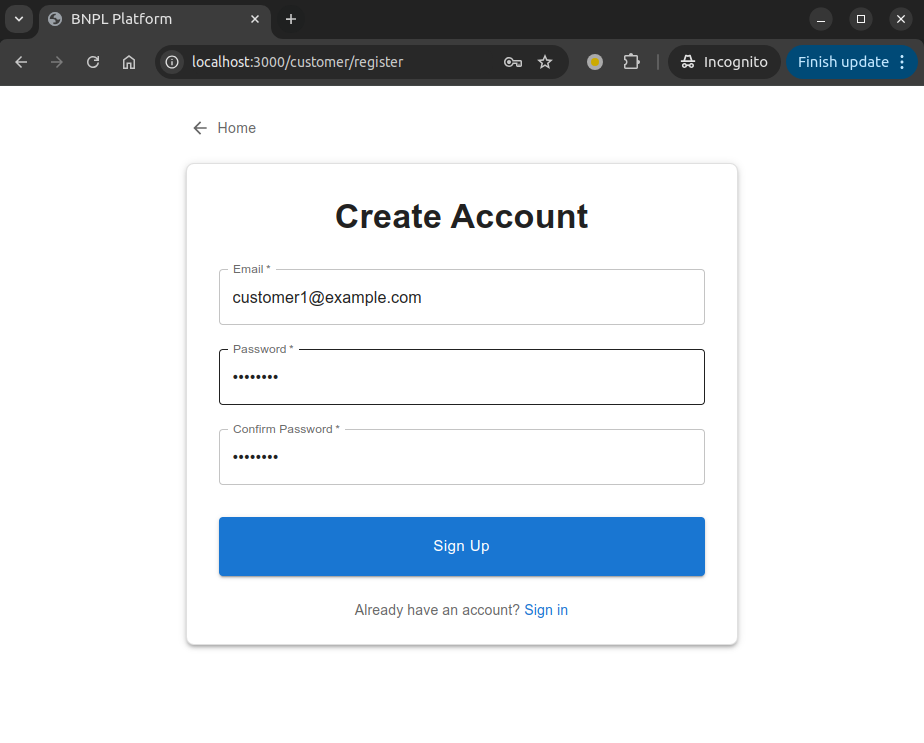 BNPL Platform
localhost:3000/customer/register
Incognito
Finish update
Home
Create Account
Email *
customer1@example.com
Password *
••••••••
Confirm Password *
••••••••
Sign Up
Already have an account? Sign in